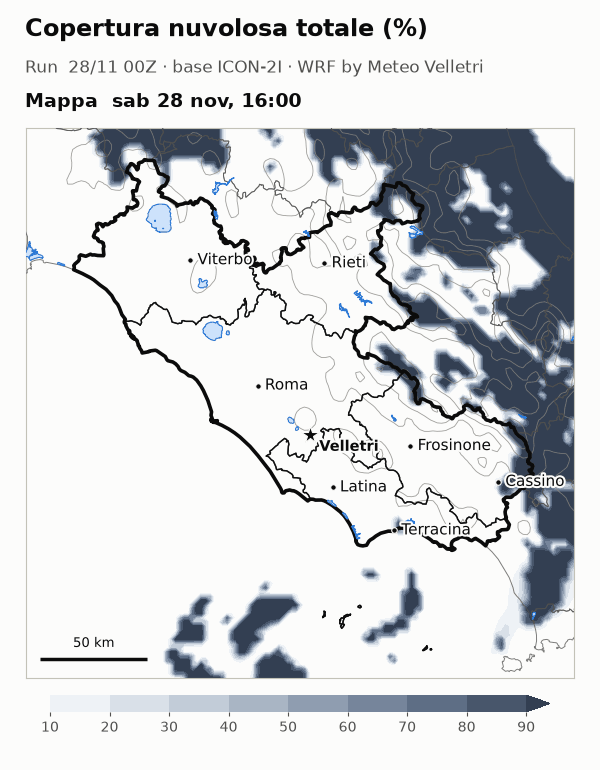 Copertura nuvolosa totale (%)
Run  28/11 00Z · base ICON-2I · WRF by Meteo Velletri
Mappa  sab 28 nov, 16:00
Viterbo
Rieti
Roma
Velletri
Frosinone
Cassino
Latina
Terracina
50 km
10 20 30 40 50 60 70 80 90